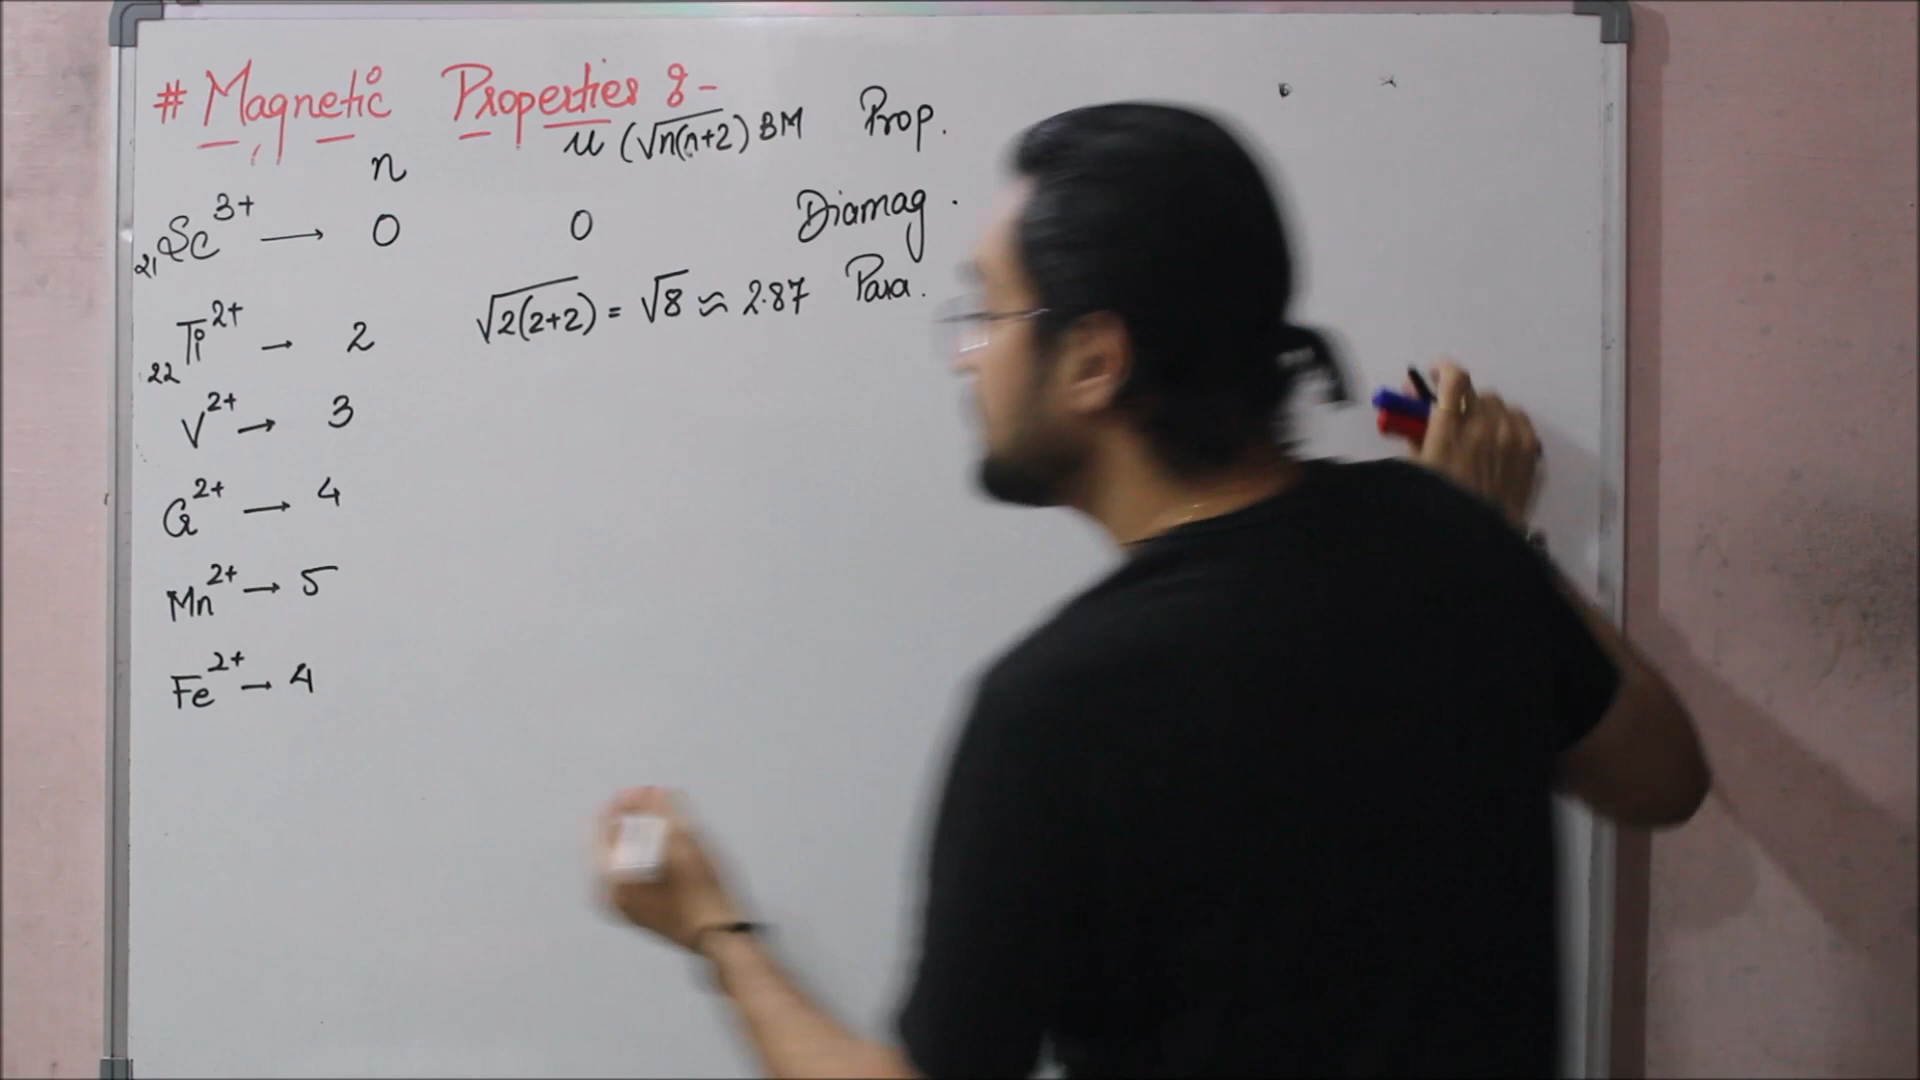 # Magnetic Properties :-
n μ (√n(n+2)) BM Prop.
₂₁Sc³⁺ → 0 0 Diamag.
₂₂Ti²⁺ → 2 √2(2+2) = √8 ≈ 2.87 Para.
V²⁺ → 3
Cr²⁺ → 4
Mn²⁺ → 5
Fe²⁺ → 4